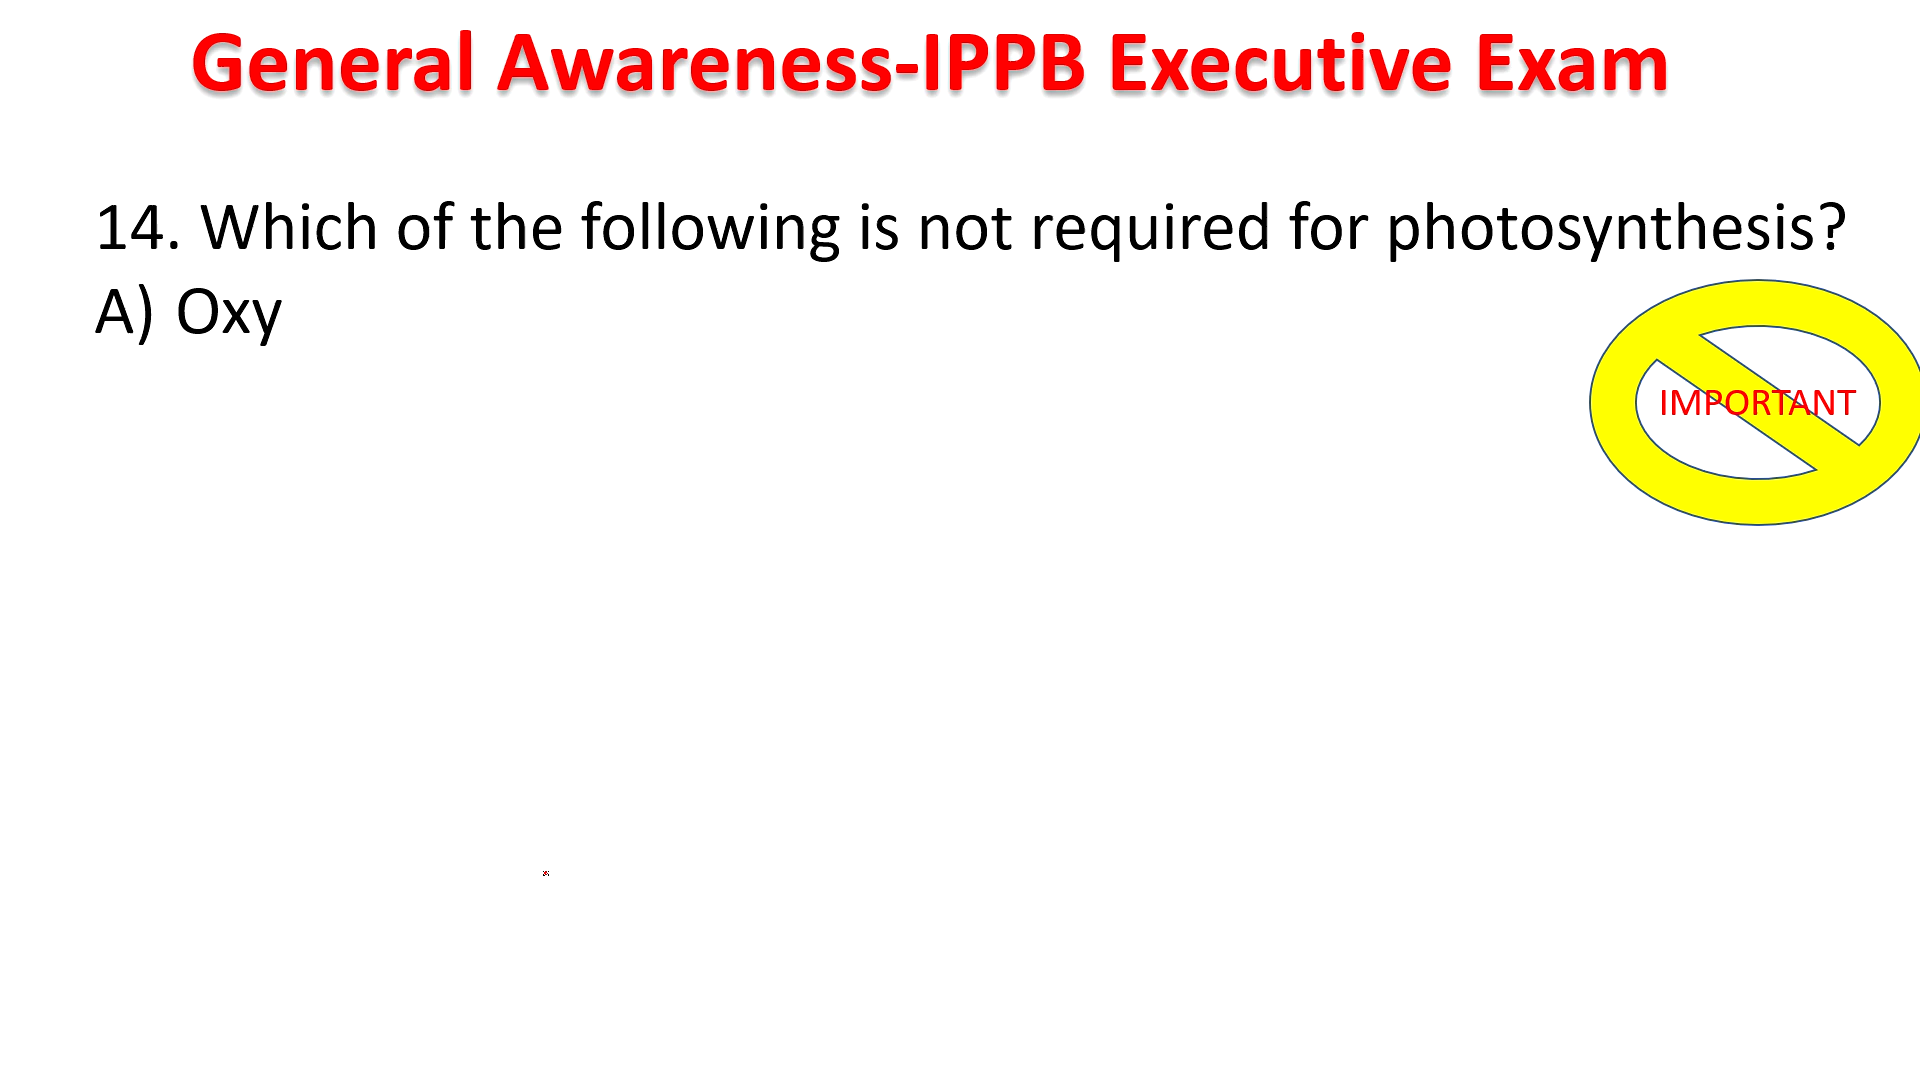 General Awareness-IPPB Executive Exam
14. Which of the following is not required for photosynthesis?
A) Oxy
IMPORTANT